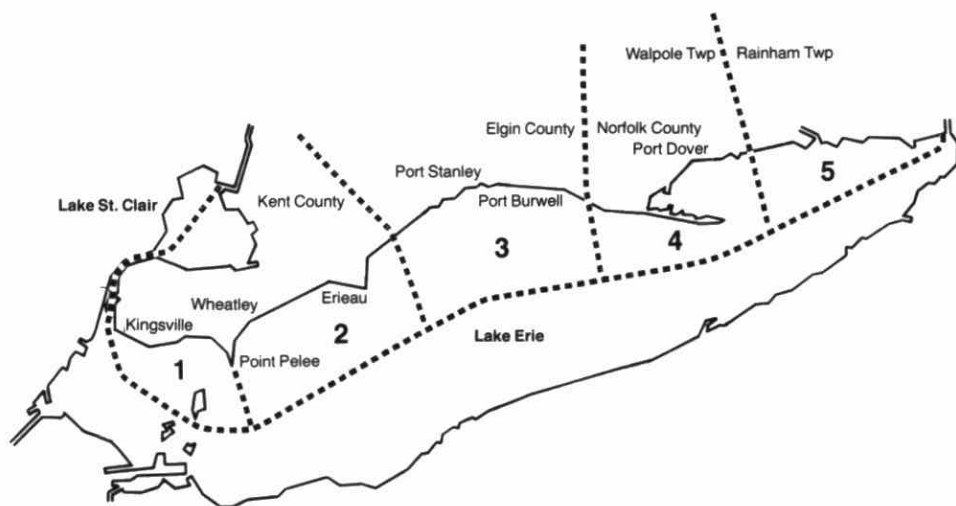 Walpole Twp
Rainham Twp
Elgin County
Norfolk County
Port Dover
Port Stanley
5
Lake St. Clair
Kent County
Port Burwell
3
4
Wheatley
Erieau
Kingsville
2
Lake Erie
1
Point Pelee